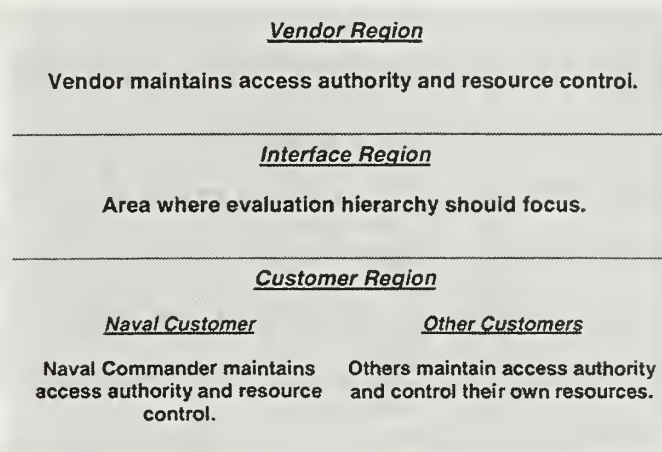 Vendor Region
Vendor maintains access authority and resource control.
Interface Region
Area where evaluation hierarchy should focus.
Customer Region
Naval Customer
Naval Commander maintains
access authority and resource
control.
Other Customers
Others maintain access authority
and control their own resources.